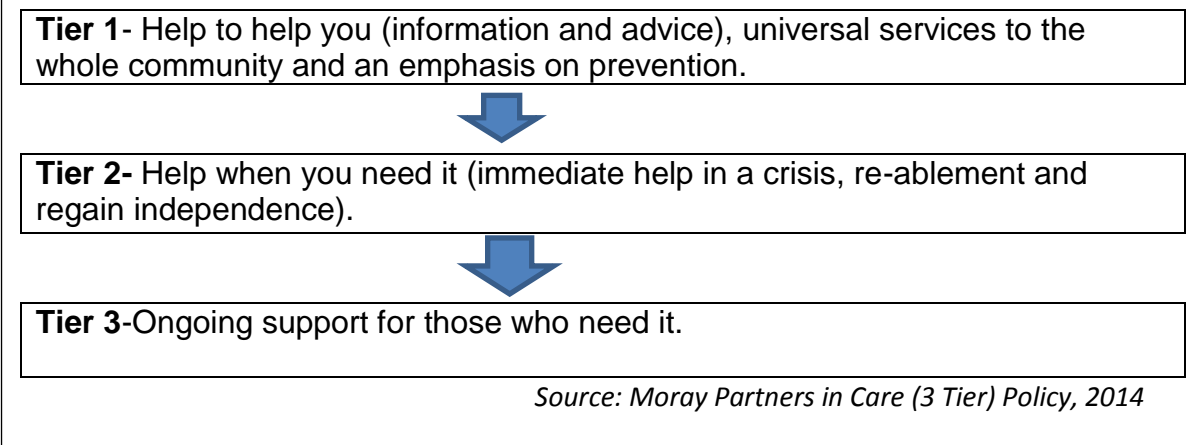 Tier 1- Help to help you (information and advice), universal services to the
whole community and an emphasis on prevention.
Tier 2- Help when you need it (immediate help in a crisis, re-ablement and
regain independence).
Tier 3-Ongoing support for those who need it.
Source: Moray Partners in Care (3 Tier) Policy, 2014